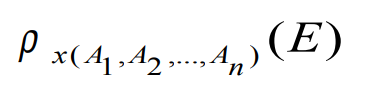 ρ x(A₁,A₂,...,Aₙ) (E)